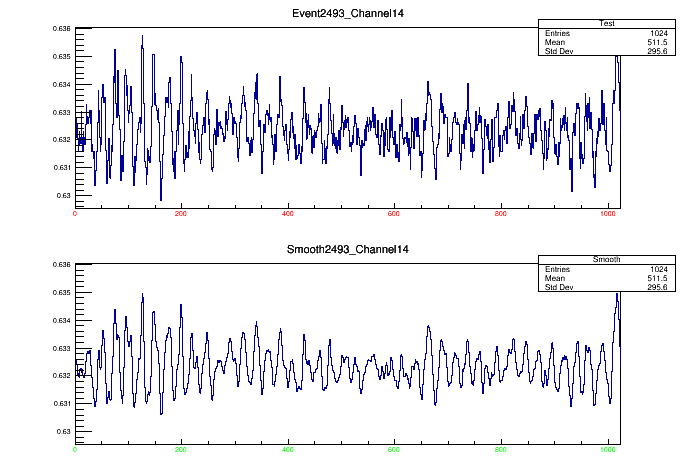 Event2493_Channel14
Test
Entries 1024
Mean 511.5
Std Dev 295.6
0.636
0.635
0.634
0.633
0.632
0.631
0.63
0 200 400 600 800 1000
Smooth2493_Channel14
Smooth
Entries 1024
Mean 511.5
Std Dev 295.6
0.636
0.635
0.634
0.633
0.632
0.631
0.63
0 200 400 600 800 1000